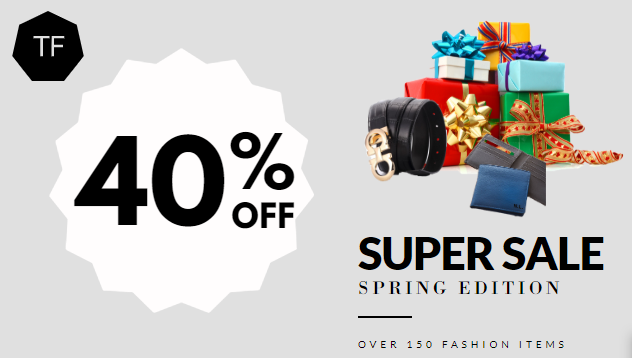 TF
40%
OFF
SUPER SALE
SPRING EDITION
OVER 150 FASHION ITEMS